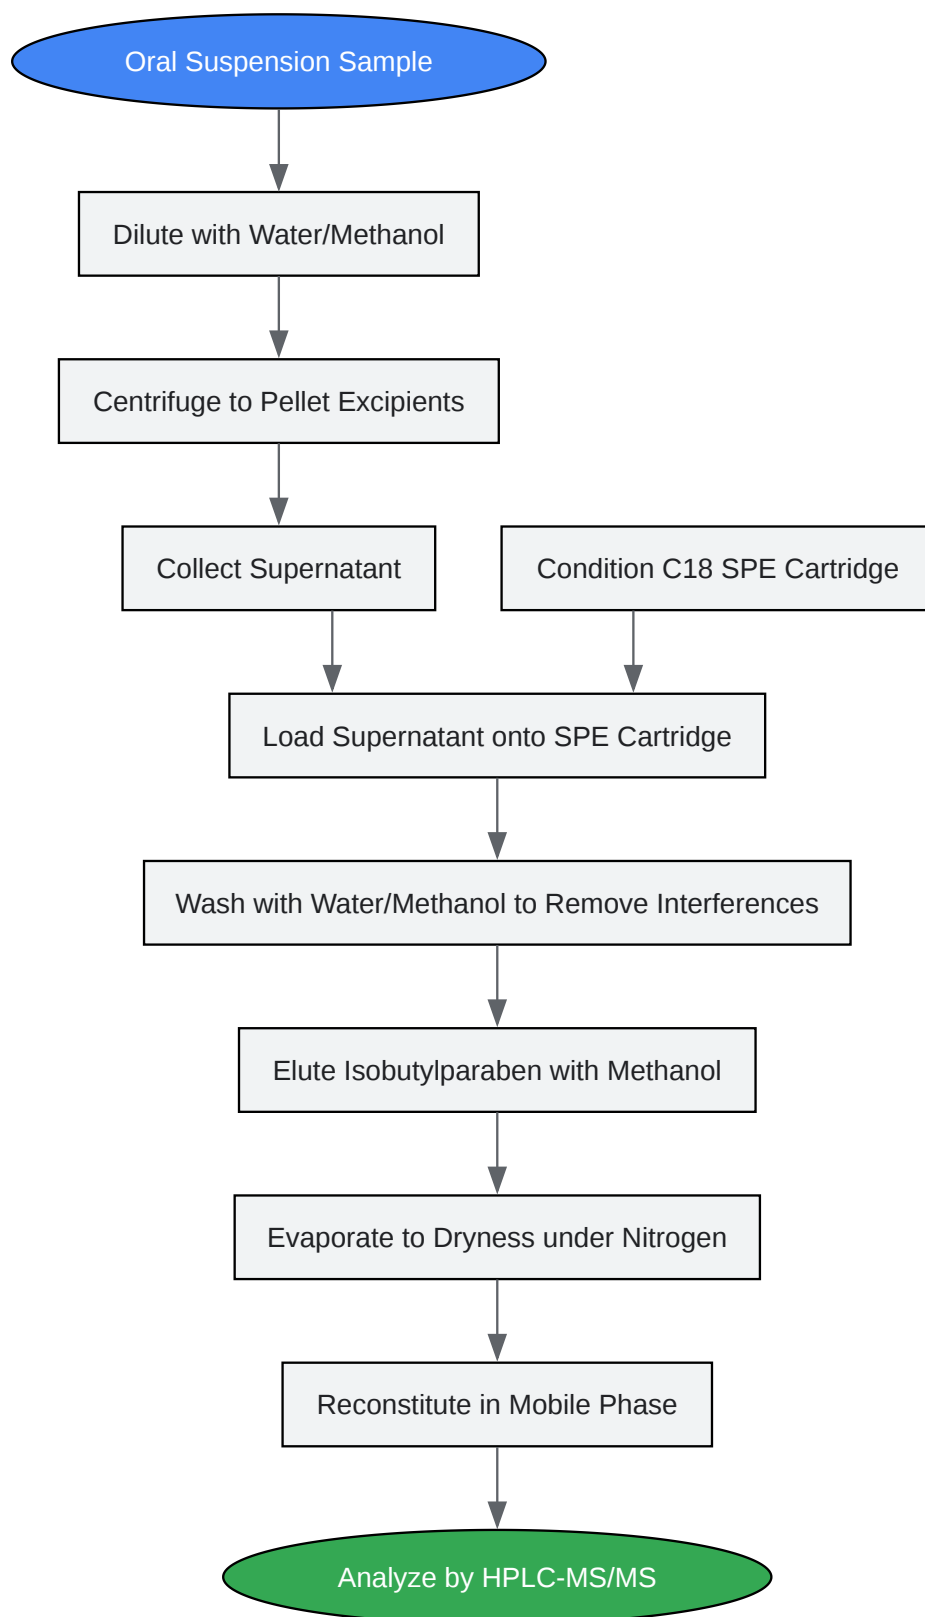 Oral Suspension Sample
Dilute with Water/Methanol
Centrifuge to Pellet Excipients
Collect Supernatant
Condition C18 SPE Cartridge
Load Supernatant onto SPE Cartridge
Wash with Water/Methanol to Remove Interferences
Elute Isobutylparaben with Methanol
Evaporate to Dryness under Nitrogen
Reconstitute in Mobile Phase
Analyze by HPLC-MS/MS